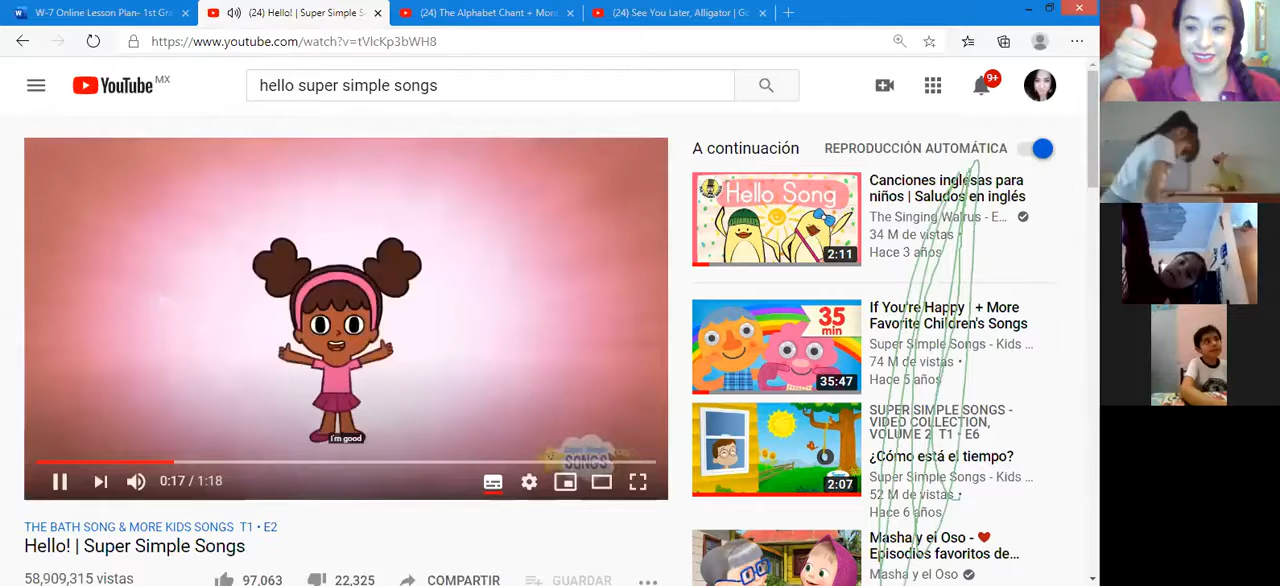 W-7 Online Lesson Plan- 1st Gra
(24) Hello! | Super Simple S
(24) The Alphabet Chant + More
(24) See You Later, Alligator | Go
https://www.youtube.com/watch?v=tVlcKp3bWH8
YouTube MX
hello super simple songs
9+
I'm good
SONGS
0:17 / 1:18
THE BATH SONG & MORE KIDS SONGS T1 • E2
Hello! | Super Simple Songs
58,909,315 vistas
97,063
22,325
COMPARTIR
GUARDAR
A continuación
REPRODUCCIÓN AUTOMÁTICA
Hello Song
2:11
Canciones inglesas para
niños | Saludos en inglés
The Singing Walrus - E...
34 M de vistas •
Hace 3 años
35
min
35:47
If You're Happy | + More
Favorite Children's Songs
Super Simple Songs - Kids ...
74 M de vistas •
Hace 5 años
2:07
SUPER SIMPLE SONGS -
VIDEO COLLECTION,
VOLUME 2 T1 • E6
¿Cómo está el tiempo?
Super Simple Songs - Kids ...
52 M de vistas •
Hace 6 años
Masha y el Oso - ❤️
Episodios favoritos de...
Masha y el Oso